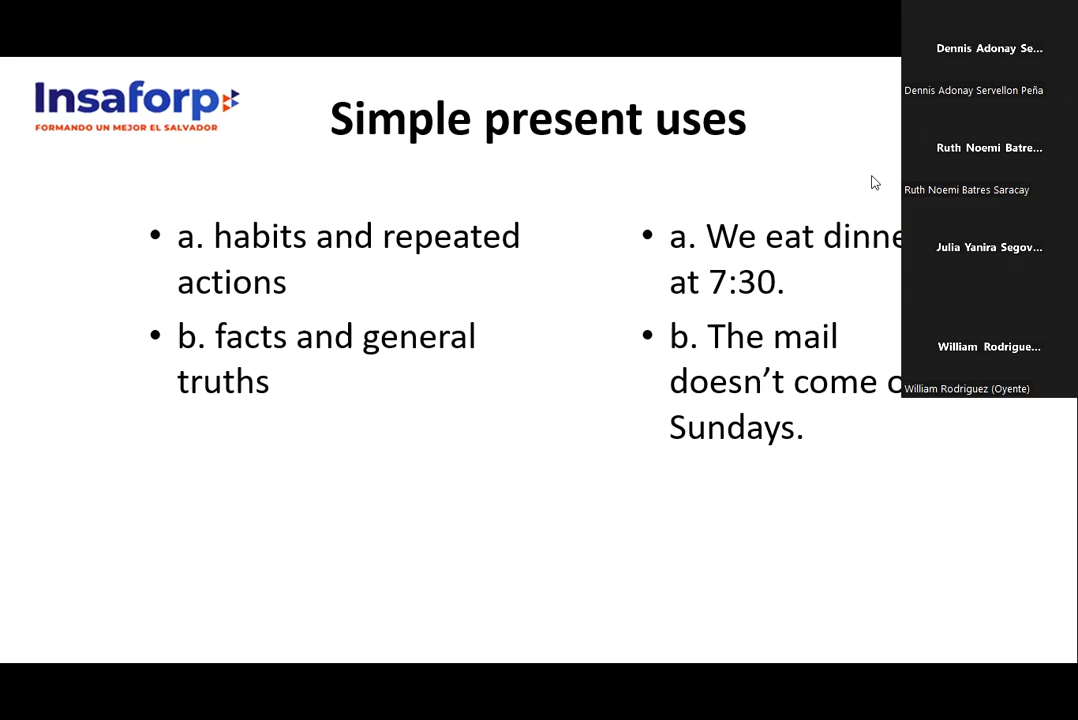 Insaforp
FORMANDO UN MEJOR EL SALVADOR
Simple present uses
• a. habits and repeated
actions
• b. facts and general
truths
• a. We eat
at 7:30.
• b. The mail
doesn’t come
Sundays.
Dennis Adonay Se...
Dennis Adonay Servellon Peña
Ruth Noemi Batre...
Ruth Noemi Batres Saracay
Julia Yanira Segov...
William Rodrigue...
William Rodriguez (Oyente)